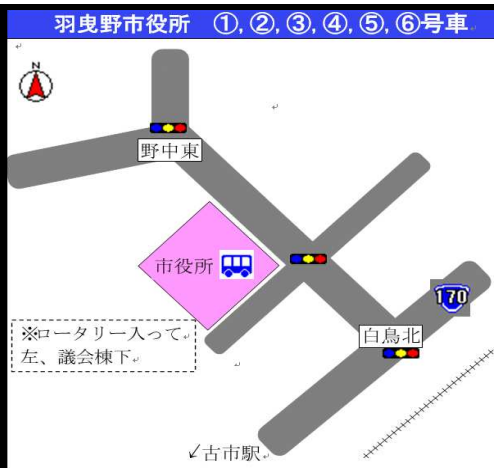 羽曳野市役所 ①,②,③,④,⑤,⑥号車
N
野中東
市役所
170
※ロータリー入って
左、議会棟下
白鳥北
↙古市駅